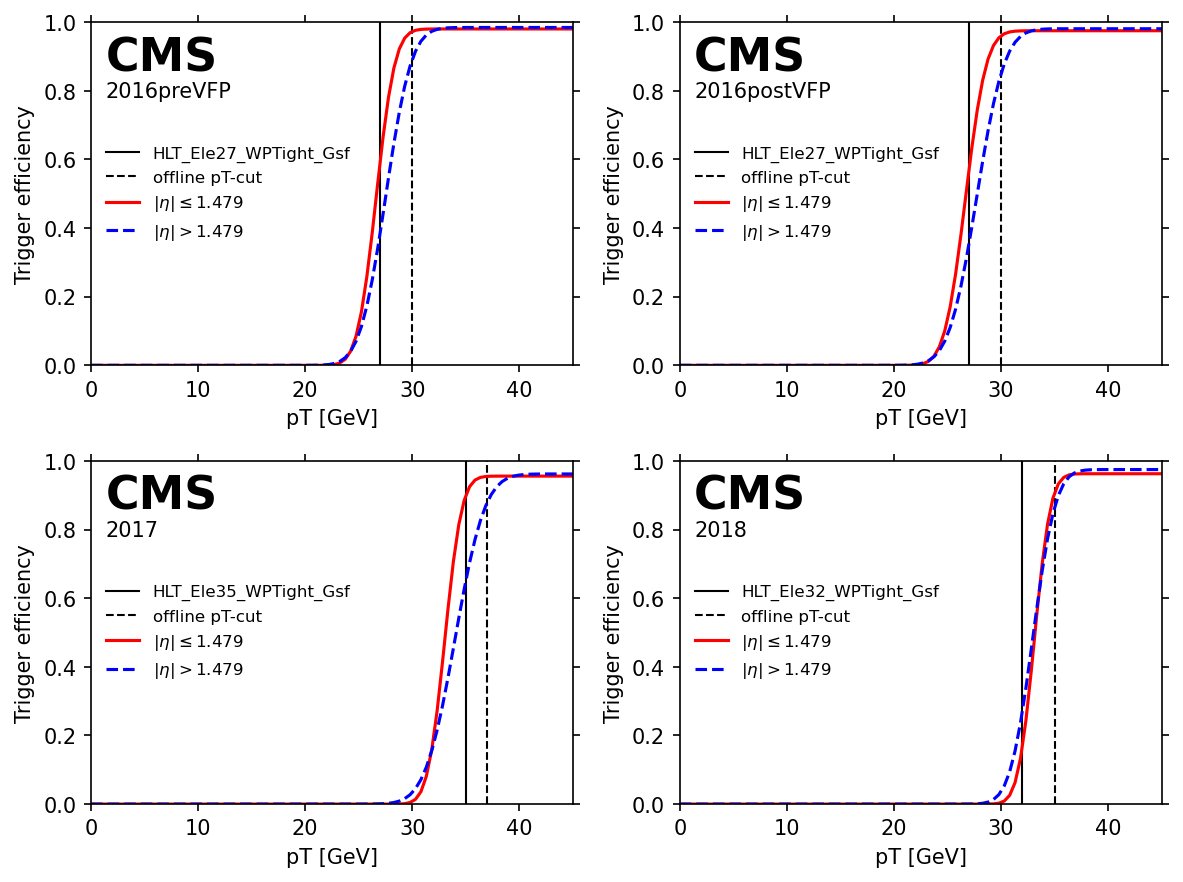 CMS
2016preVFP
HLT_Ele27_WPTight_Gsf
offline pT-cut
|η| ≤ 1.479
|η| > 1.479
Trigger efficiency
0.0
0.2
0.4
0.6
0.8
1.0
0 10 20 30 40
pT [GeV]
CMS
2016postVFP
HLT_Ele27_WPTight_Gsf
offline pT-cut
|η| ≤ 1.479
|η| > 1.479
Trigger efficiency
0.0
0.2
0.4
0.6
0.8
1.0
0 10 20 30 40
pT [GeV]
CMS
2017
HLT_Ele35_WPTight_Gsf
offline pT-cut
|η| ≤ 1.479
|η| > 1.479
Trigger efficiency
0.0
0.2
0.4
0.6
0.8
1.0
0 10 20 30 40
pT [GeV]
CMS
2018
HLT_Ele32_WPTight_Gsf
offline pT-cut
|η| ≤ 1.479
|η| > 1.479
Trigger efficiency
0.0
0.2
0.4
0.6
0.8
1.0
0 10 20 30 40
pT [GeV]